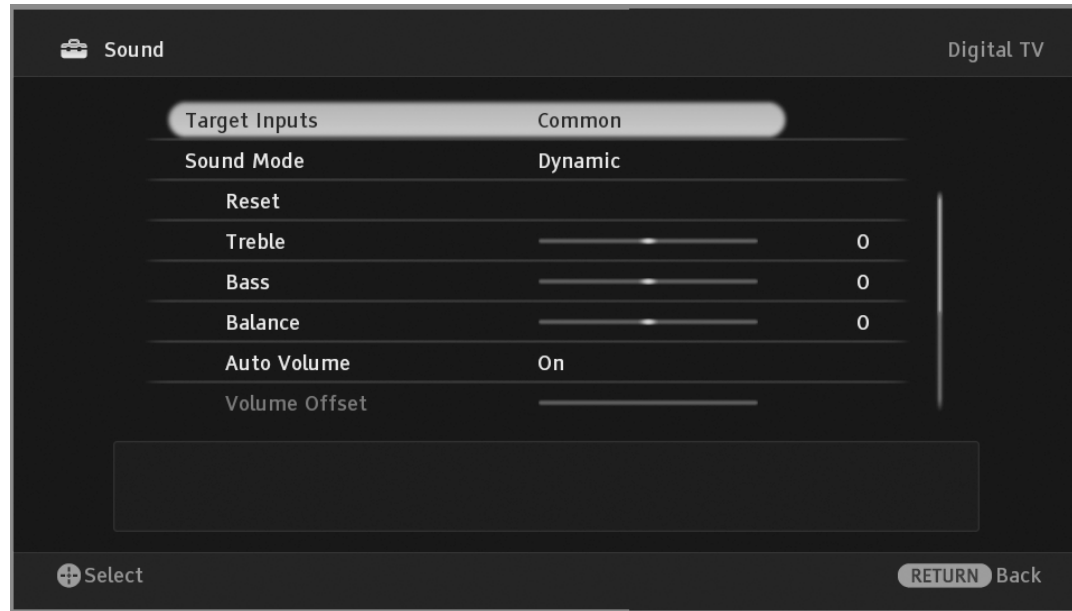 Sound
Digital TV
Target Inputs Common
Sound Mode Dynamic
Reset
Treble 0
Bass 0
Balance 0
Auto Volume On
Volume Offset
Select
RETURN Back